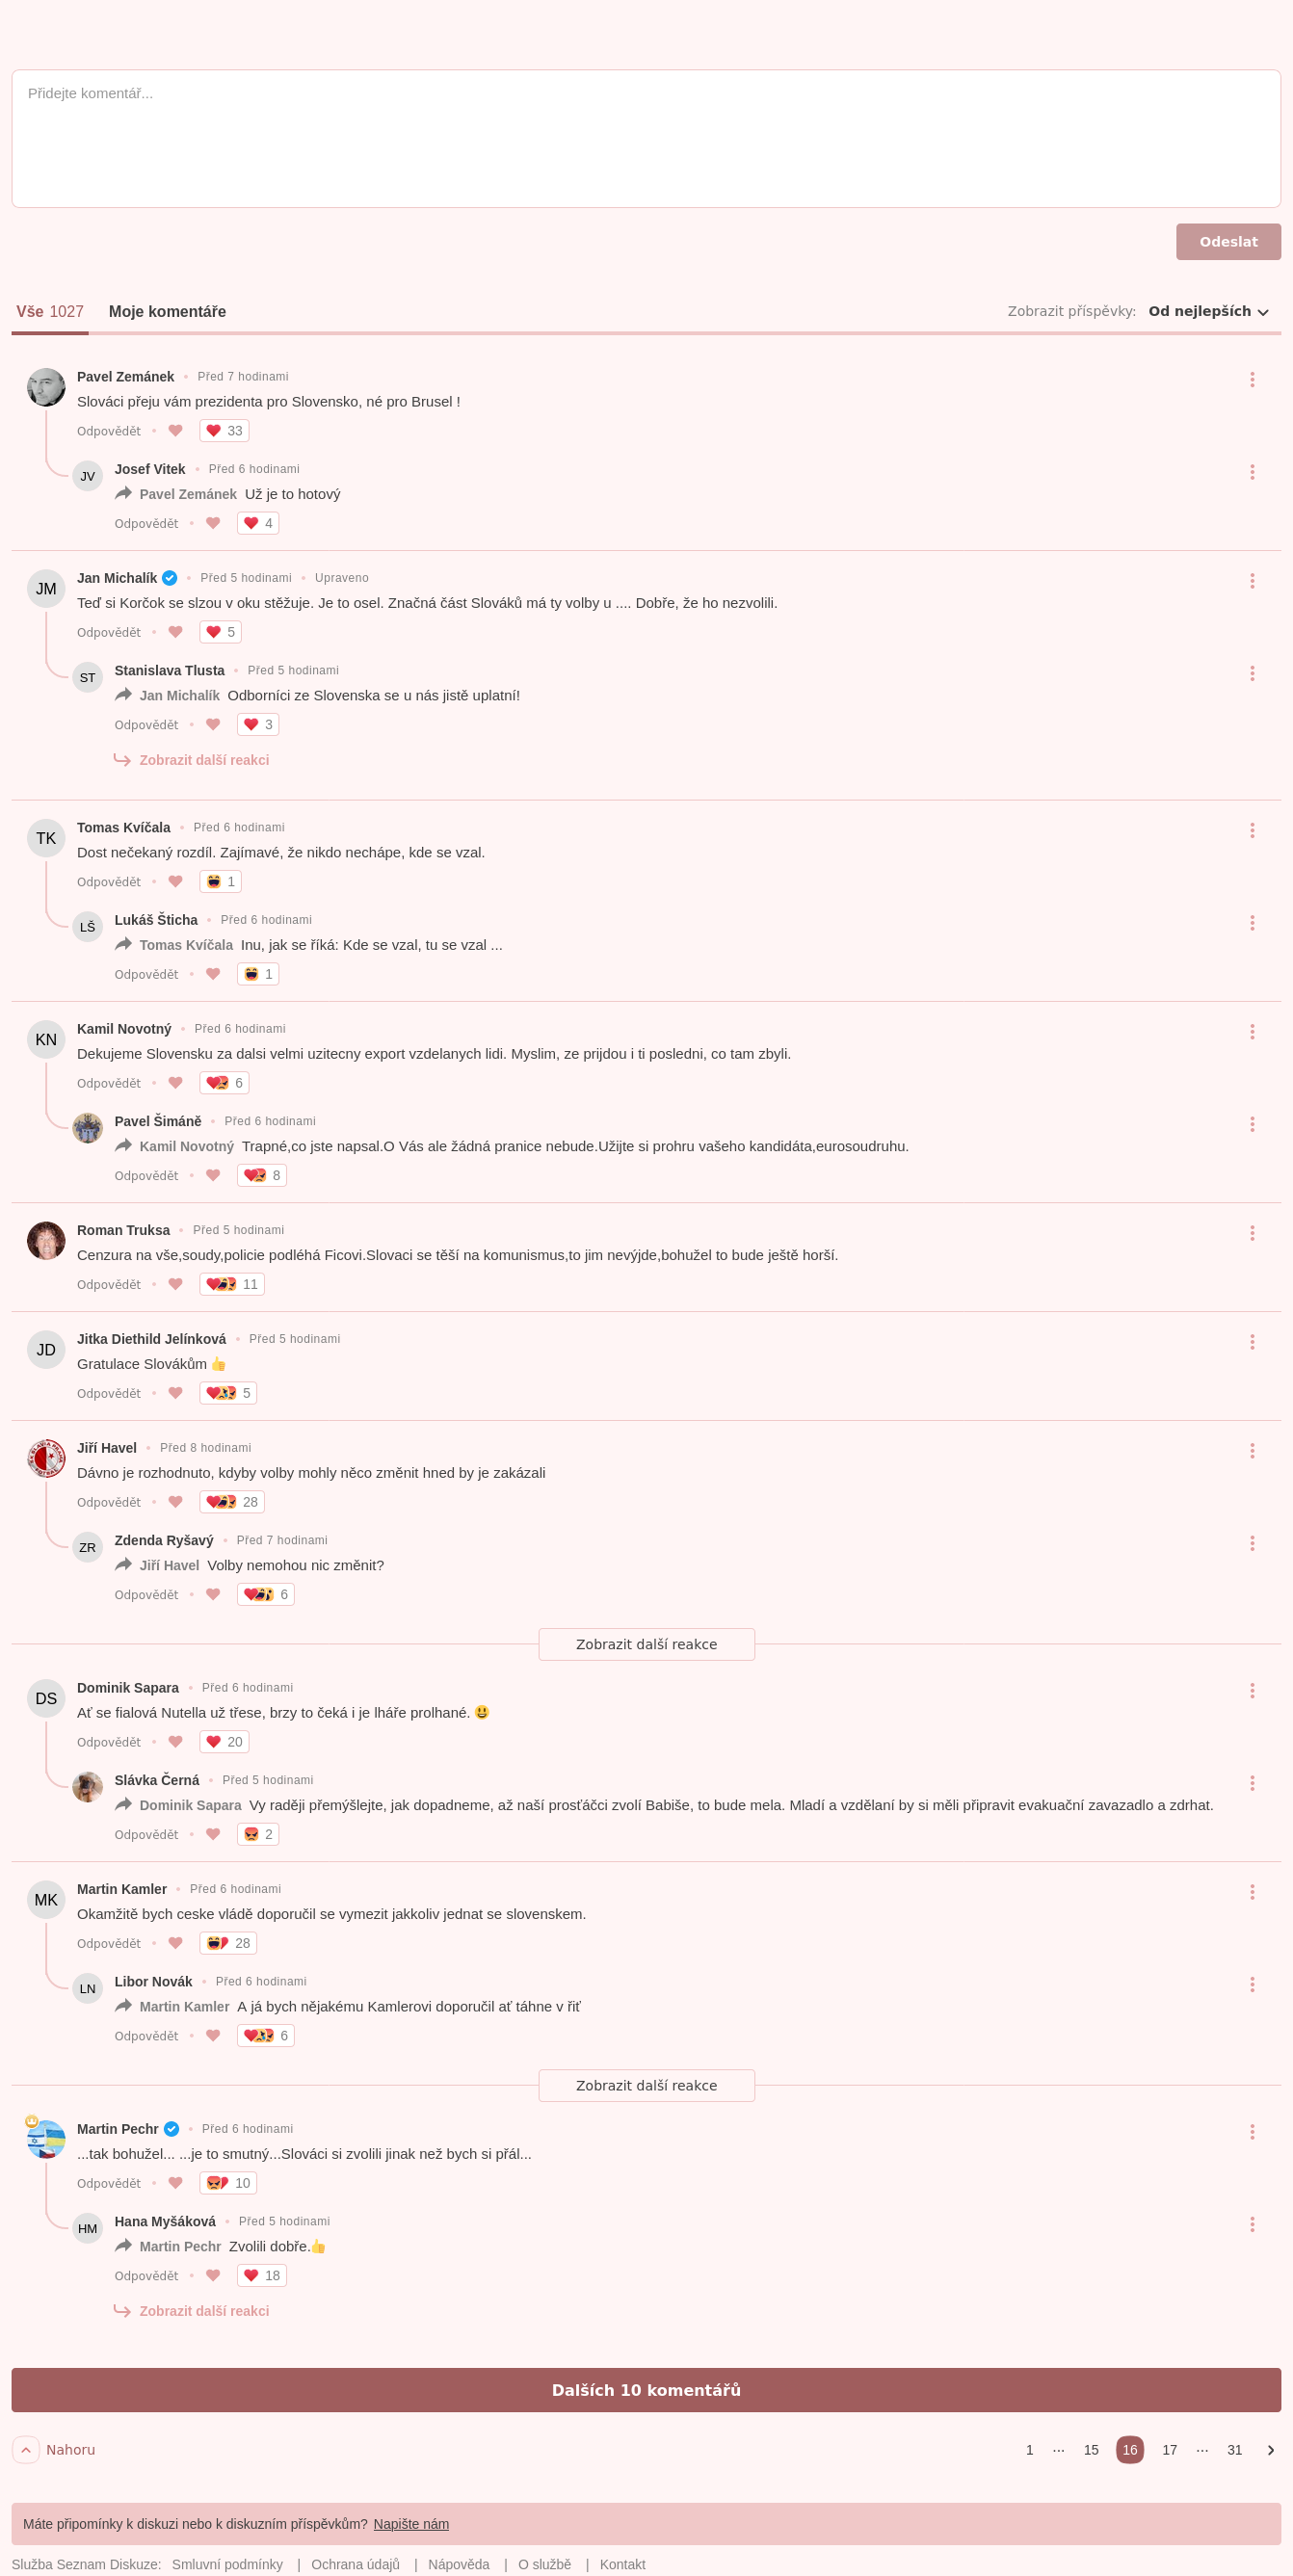 Přidejte komentář...
Odeslat
Vše 1027 Moje komentáře Zobrazit příspěvky: Od nejlepších
Pavel Zemánek • Před 7 hodinami
Slováci přeju vám prezidenta pro Slovensko, né pro Brusel !
Odpovědět • 33
JV Josef Vitek • Před 6 hodinami
Pavel Zemánek Už je to hotový
Odpovědět • 4
JM Jan Michalík • Před 5 hodinami • Upraveno
Teď si Korčok se slzou v oku stěžuje. Je to osel. Značná část Slováků má ty volby u .... Dobře, že ho nezvolili.
Odpovědět • 5
ST Stanislava Tlusta • Před 5 hodinami
Jan Michalík Odborníci ze Slovenska se u nás jistě uplatní!
Odpovědět • 3
Zobrazit další reakci
TK Tomas Kvíčala • Před 6 hodinami
Dost nečekaný rozdíl. Zajímavé, že nikdo nechápe, kde se vzal.
Odpovědět • 1
LŠ Lukáš Šticha • Před 6 hodinami
Tomas Kvíčala Inu, jak se říká: Kde se vzal, tu se vzal ...
Odpovědět • 1
KN Kamil Novotný • Před 6 hodinami
Dekujeme Slovensku za dalsi velmi uzitecny export vzdelanych lidi. Myslim, ze prijdou i ti posledni, co tam zbyli.
Odpovědět • 6
Pavel Šimáně • Před 6 hodinami
Kamil Novotný Trapné,co jste napsal.O Vás ale žádná pranice nebude.Užijte si prohru vašeho kandidáta,eurosoudruhu.
Odpovědět • 8
Roman Truksa • Před 5 hodinami
Cenzura na vše,soudy,policie podléhá Ficovi.Slovaci se těší na komunismus,to jim nevýjde,bohužel to bude ještě horší.
Odpovědět • 11
JD Jitka Diethild Jelínková • Před 5 hodinami
Gratulace Slovákům 👍
Odpovědět • 5
Jiří Havel • Před 8 hodinami
Dávno je rozhodnuto, kdyby volby mohly něco změnit hned by je zakázali
Odpovědět • 28
ZR Zdenda Ryšavý • Před 7 hodinami
Jiří Havel Volby nemohou nic změnit?
Odpovědět • 6
Zobrazit další reakce
DS Dominik Sapara • Před 6 hodinami
Ať se fialová Nutella už třese, brzy to čeká i je lháře prolhané. 😃
Odpovědět • 20
Slávka Černá • Před 5 hodinami
Dominik Sapara Vy raději přemýšlejte, jak dopadneme, až naší prosťáčci zvolí Babiše, to bude mela. Mladí a vzdělaní by si měli připravit evakuační zavazadlo a zdrhat.
Odpovědět • 2
MK Martin Kamler • Před 6 hodinami
Okamžitě bych ceske vládě doporučil se vymezit jakkoliv jednat se slovenskem.
Odpovědět • 28
LN Libor Novák • Před 6 hodinami
Martin Kamler A já bych nějakému Kamlerovi doporučil ať táhne v řiť
Odpovědět • 6
Zobrazit další reakce
Martin Pechr • Před 6 hodinami
...tak bohužel... ...je to smutný...Slováci si zvolili jinak než bych si přál...
Odpovědět • 10
HM Hana Myšáková • Před 5 hodinami
Martin Pechr Zvolili dobře.👍
Odpovědět • 18
Zobrazit další reakci
Dalších 10 komentářů
Nahoru 1 ... 15 16 17 ... 31
Máte připomínky k diskuzi nebo k diskuzním příspěvkům? Napište nám
Služba Seznam Diskuze: Smluvní podmínky | Ochrana údajů | Nápověda | O službě | Kontakt